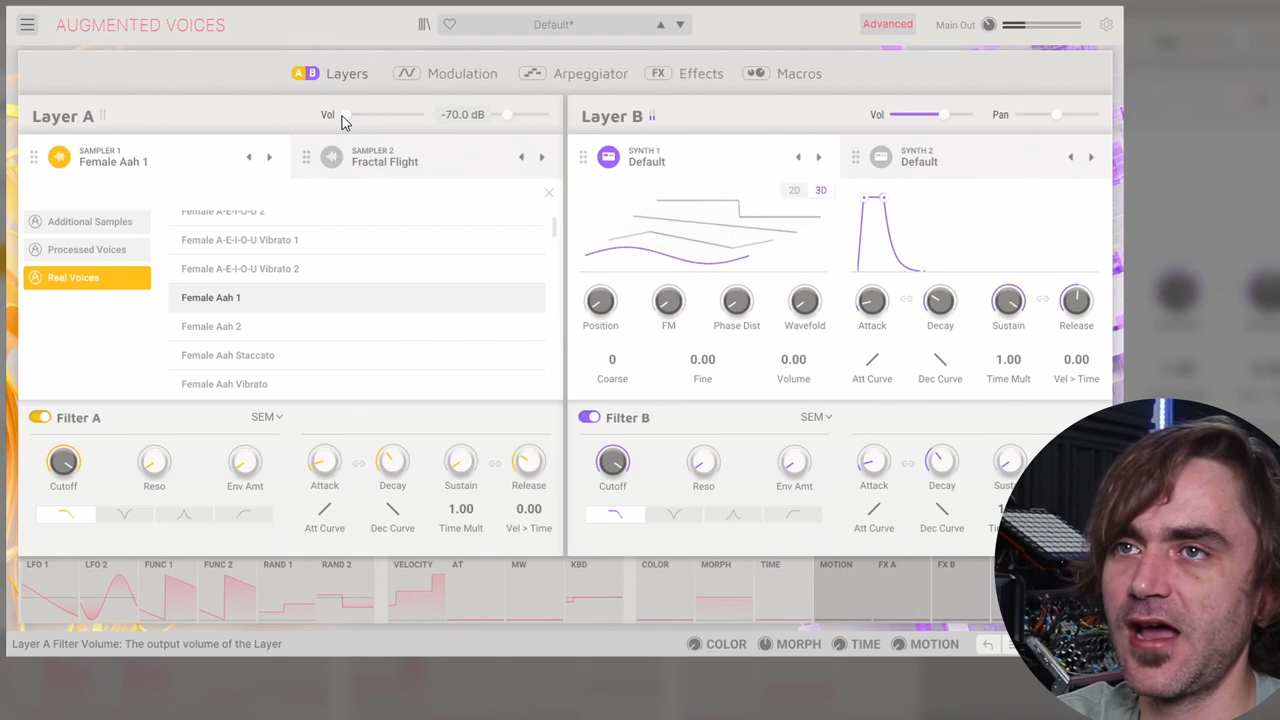 AUGMENTED VOICES
Default*
Advanced
Main Out
A B Layers
Modulation
Arpeggiator
FX Effects
Macros
Layer A
Vol
-70.0 dB
Layer B
Vol
Pan
SAMPLER 1
Female Aah 1
SAMPLER 2
Fractal Flight
SYNTH 1
Default
SYNTH 2
Default
2D 3D
Additional Samples
Processed Voices
Real Voices
Female A-E-I-O-U 2
Female A-E-I-O-U Vibrato 1
Female A-E-I-O-U Vibrato 2
Female Aah 1
Female Aah 2
Female Aah Staccato
Female Aah Vibrato
Position FM Phase Dist Wavefold
Attack Decay Sustain Release
0 0.00 0.00
Coarse Fine Volume
1.00 0.00
Att Curve Dec Curve Time Mult Vel > Time
Filter A
SEM
Cutoff Reso Env Amt
Attack Decay Sustain Release
1.00 0.00
Att Curve Dec Curve Time Mult Vel > Time
Filter B
SEM
Cutoff Reso Env Amt
Attack Decay
Att Curve Dec Curve
LFO 1 LFO 2 FUNC 1 FUNC 2 RAND 1 RAND 2 VELOCITY AT MW KBD COLOR MORPH TIME MOTION FX A FX B
Layer A Filter Volume: The output volume of the Layer
COLOR MORPH TIME MOTION